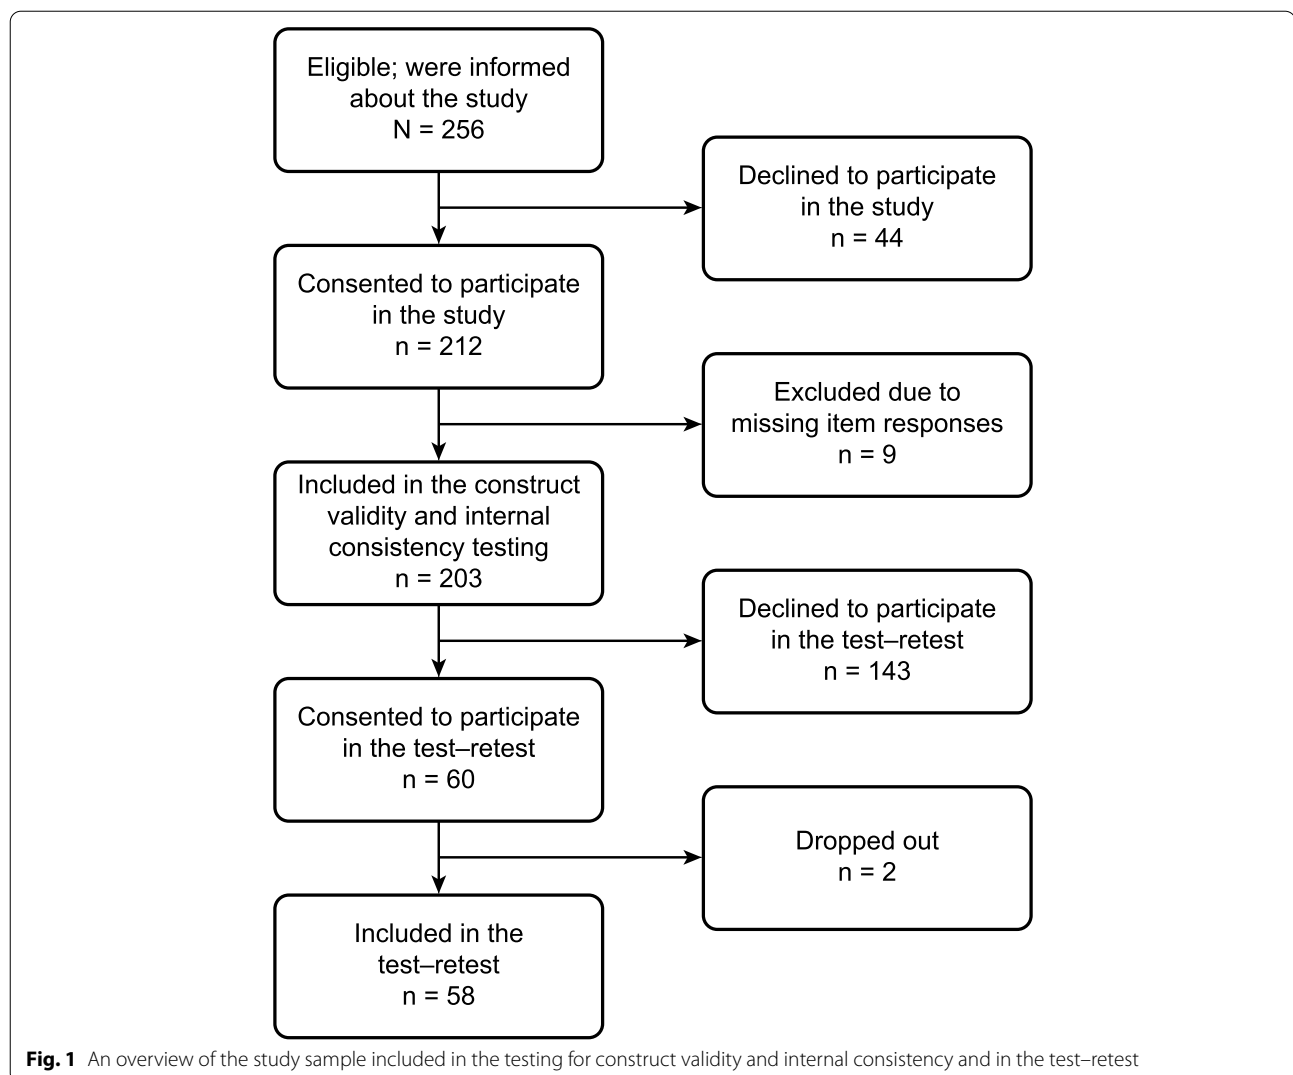 Eligible; were informed
about the study
N = 256
Declined to participate
in the study
n = 44
Consented to participate
in the study
n = 212
Excluded due to
missing item responses
n = 9
Included in the construct
validity and internal
consistency testing
n = 203
Declined to participate
in the test–retest
n = 143
Consented to participate
in the test–retest
n = 60
Dropped out
n = 2
Included in the
test–retest
n = 58
Fig. 1 An overview of the study sample included in the testing for construct validity and internal consistency and in the test–retest